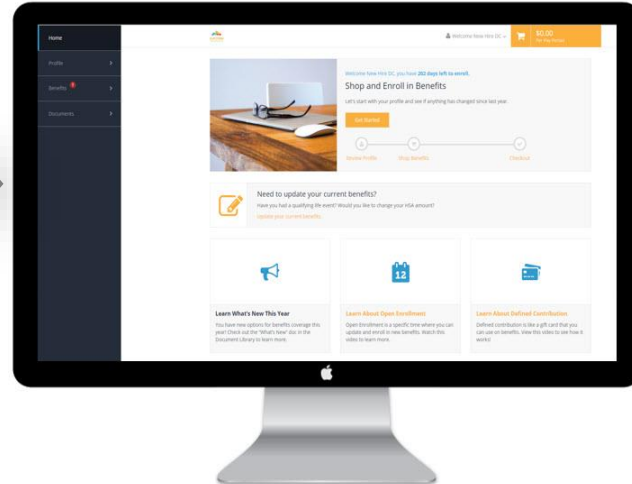 Home
Profile
Benefits
Documents
Welcome New Hire DC
$0.00
Welcome New Hire DC, you have 282 days left to enroll.
Shop and Enroll in Benefits
Let's start with your profile and see if anything has changed since last year.
Get Started
Review Profile
Shop Benefits
Checkout
Need to update your current benefits?
Have you had a qualifying life event? Would you like to change your HSA amount?
Update your current benefits
12
Learn What's New This Year
You have new options for benefits coverage this
year! Check out the "What's New" doc in the
Document Library to learn more.
Learn About Open Enrollment
Open Enrollment is a specific time where you can
update and enroll in new benefits. Watch this
video to learn more.
Learn About Defined Contribution
Defined contribution is like a gift card that you
can use on benefits. View this video to see how it
works!